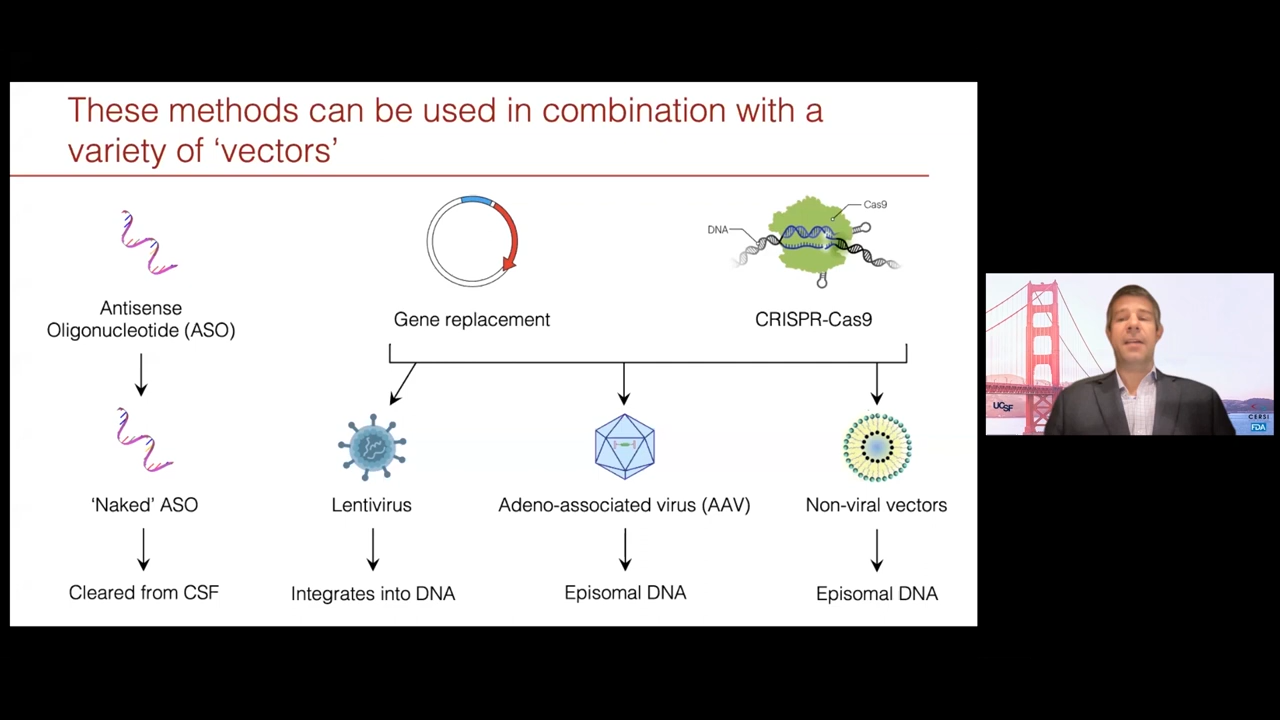 These methods can be used in combination with a
variety of ‘vectors’
Antisense
Oligonucleotide (ASO)
Gene replacement
DNA
Cas9
CRISPR-Cas9
‘Naked’ ASO
Lentivirus
Adeno-associated virus (AAV)
Non-viral vectors
Cleared from CSF
Integrates into DNA
Episomal DNA
Episomal DNA
UCSF
CERSI
FDA